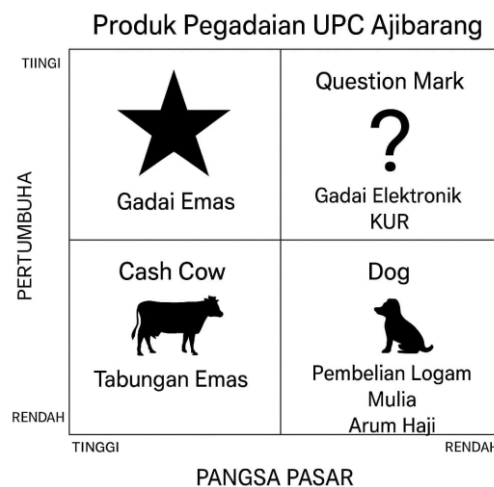 Produk Pegadaian UPC Ajibarang
TIINGI
PERTUMBUHA
RENDAH
Gadai Emas
Question Mark
?
Gadai Elektronik
KUR
Cash Cow
Tabungan Emas
Dog
Pembelian Logam
Mulia
Arum Haji
TINGGI
RENDAH
PANGSA PASAR